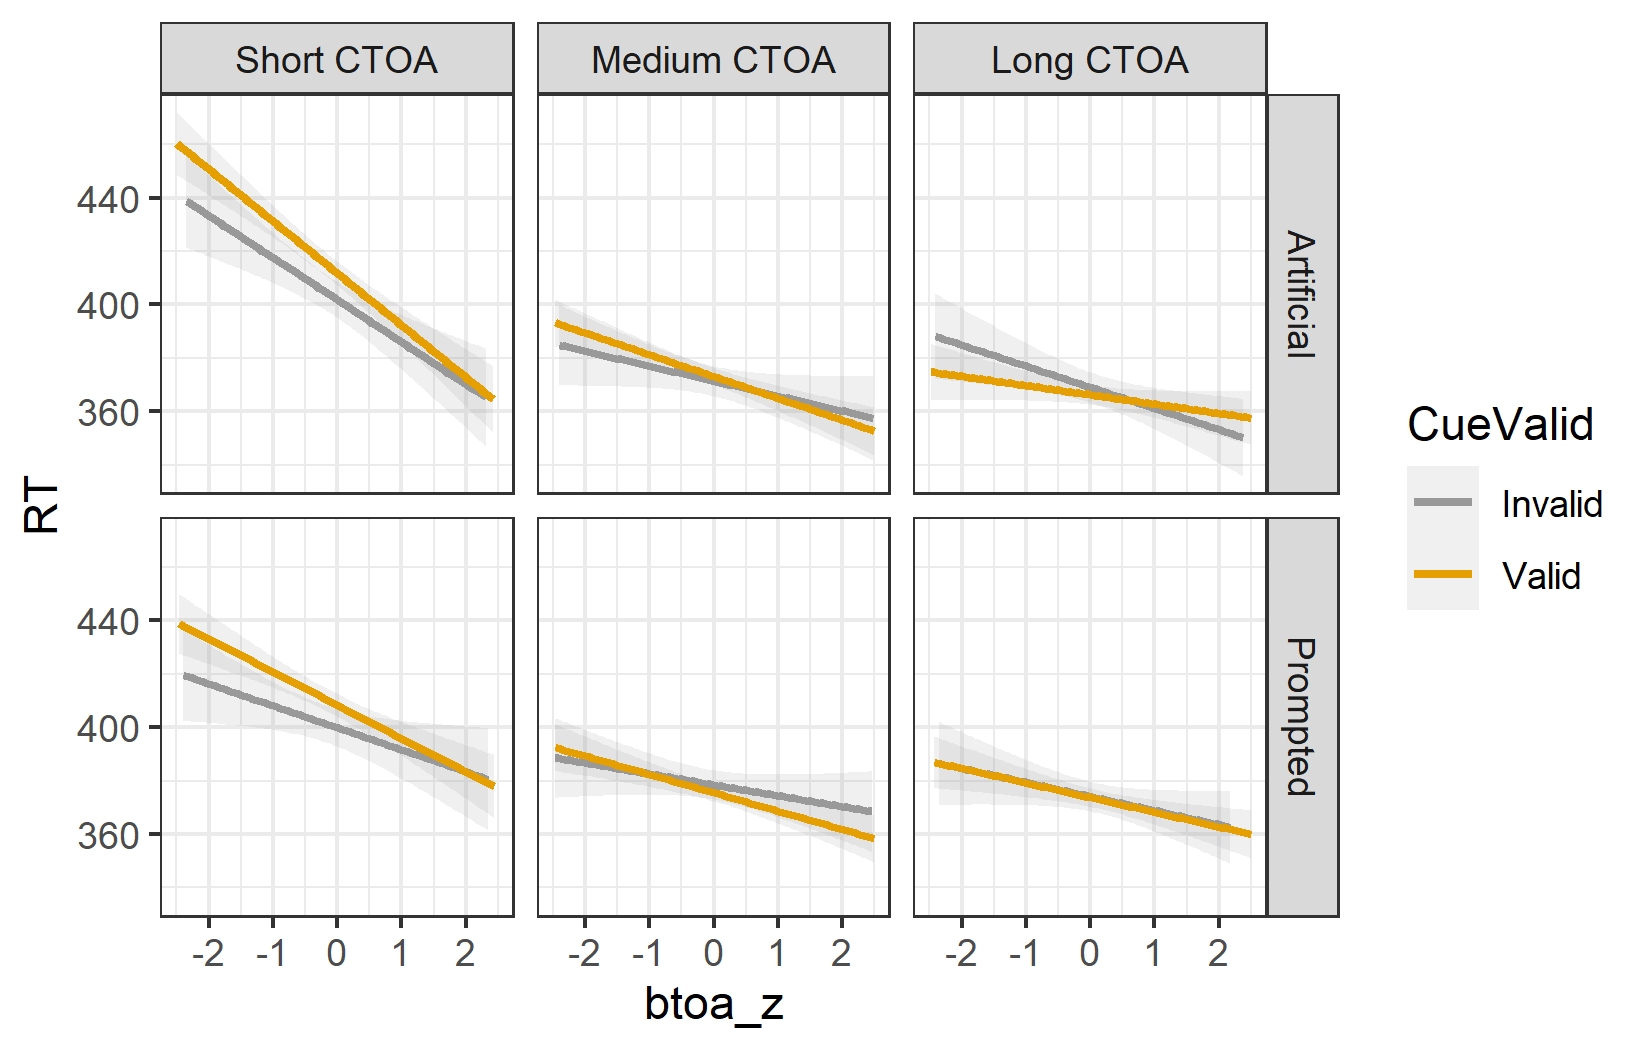 Short CTOA Medium CTOA Long CTOA
440
400
360
Artificial
440
400
360
Prompted
-2 -1 0 1 2 -2 -1 0 1 2 -2 -1 0 1 2
btoa_z
RT
CueValid
Invalid
Valid